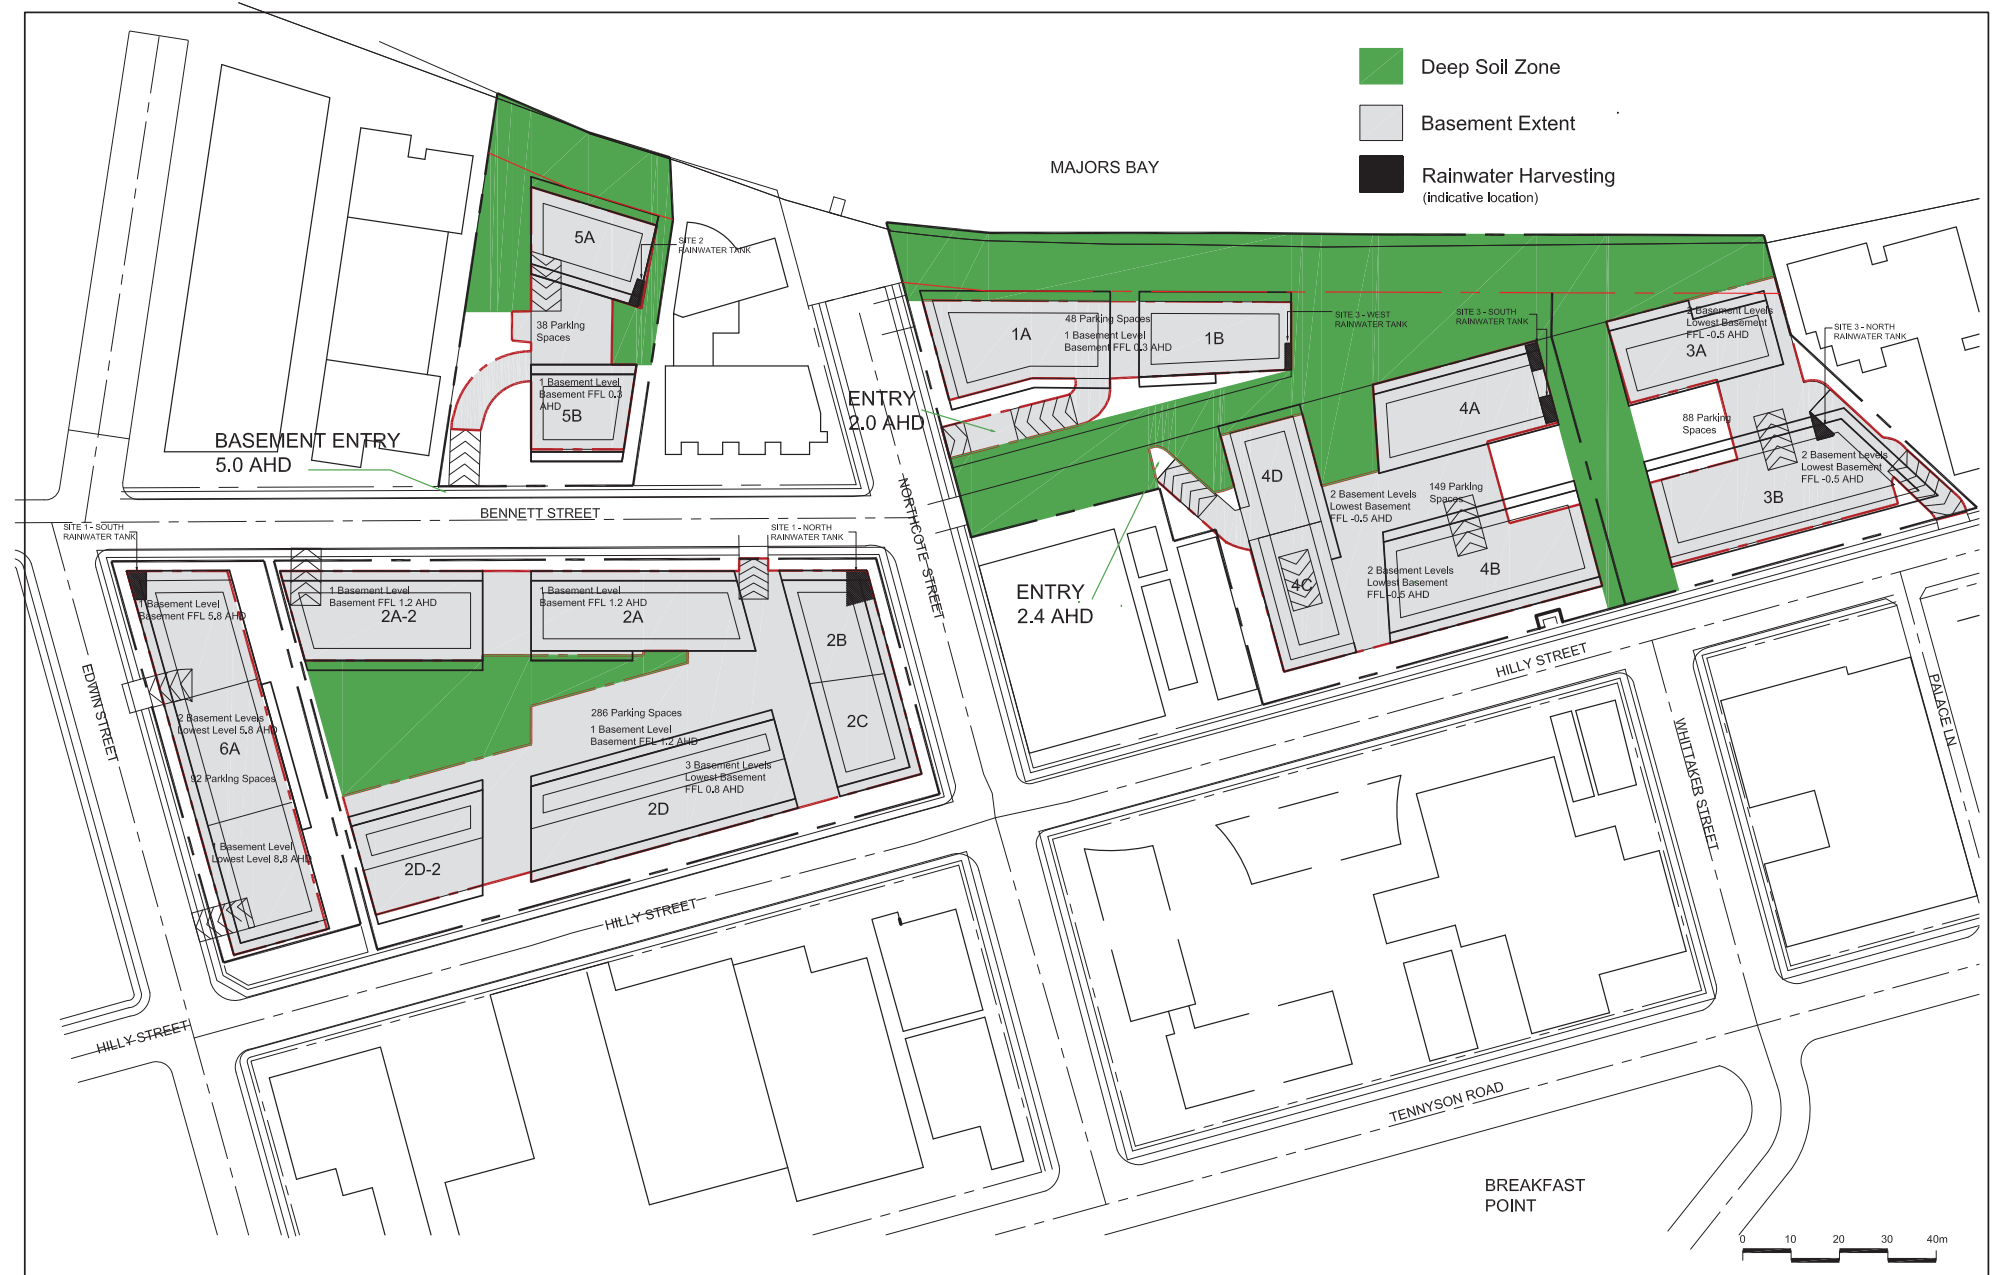 Deep Soil Zone
Basement Extent
Rainwater Harvesting
(indicative location)
MAJORS BAY
5A
SITE 2
RAINWATER TANK
38 Parking
Spaces
1 Basement Level
Basement FFL 0.3
AHD
5B
BASEMENT ENTRY
5.0 AHD
1A
48 Parking Spaces
1 Basement Level
Basement FFL 0.3 AHD
1B
SITE 3 - WEST
RAINWATER TANK
SITE 3 - SOUTH
RAINWATER TANK
2 Basement Levels
Lowest Basement
FFL -0.5 AHD
3A
SITE 3 - NORTH
RAINWATER TANK
ENTRY
2.0 AHD
4A
88 Parking
Spaces
2 Basement Levels
Lowest Basement
FFL -0.5 AHD
3B
4D
2 Basement Levels
Lowest Basement
FFL -0.5 AHD
149 Parking
Spaces
4C
2 Basement Levels
Lowest Basement
FFL -0.5 AHD
4B
ENTRY
2.4 AHD
BENNETT STREET
NORTHCOTE STREET
SITE 1 - SOUTH
RAINWATER TANK
SITE 1 - NORTH
RAINWATER TANK
1 Basement Level
Basement FFL 5.8 AHD
1 Basement Level
Basement FFL 1.2 AHD
2A-2
1 Basement Level
Basement FFL 1.2 AHD
2A
2B
2C
EDWIN STREET
2 Basement Levels
Lowest Level 5.8 AHD
6A
92 Parking Spaces
1 Basement Level
Lowest Level 8.8 AHD
286 Parking Spaces
1 Basement Level
Basement FFL 1.2 AHD
3 Basement Levels
Lowest Basement
FFL 0.8 AHD
2D
2D-2
HILLY STREET
HILLY STREET
HILLY STREET
WHITTAKER STREET
PALACE LN
TENNYSON ROAD
BREAKFAST
POINT
0 10 20 30 40m